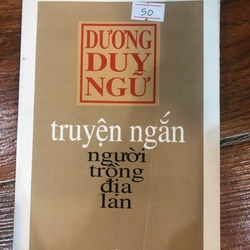 50
DƯƠNG
DUY
NGỮ
truyện ngắn
người
trồng
địa
lan